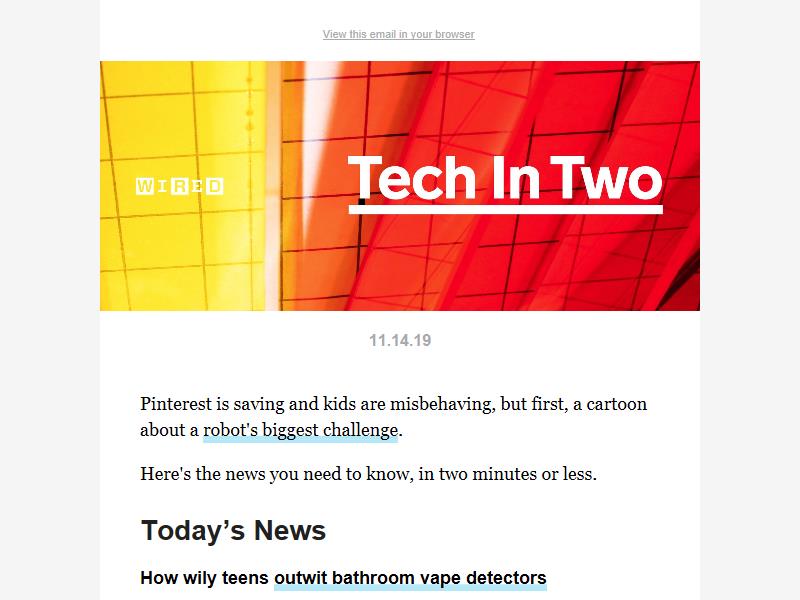 View this email in your browser
WIRED
Tech In Two
11.14.19
Pinterest is saving and kids are misbehaving, but first, a cartoon
about a robot's biggest challenge.
Here's the news you need to know, in two minutes or less.
Today’s News
How wily teens outwit bathroom vape detectors